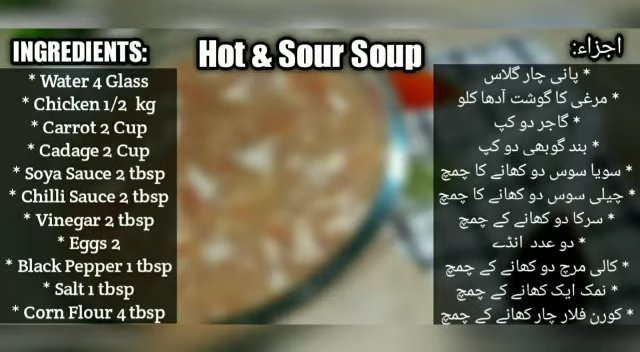 INGREDIENTS:
Hot & Sour Soup
اجزاء:
* Water 4 Glass
* Chicken 1/2 kg
* Carrot 2 Cup
* Cadage 2 Cup
* Soya Sauce 2 tbsp
* Chilli Sauce 2 tbsp
* Vinegar 2 tbsp
* Eggs 2
* Black Pepper 1 tbsp
* Salt 1 tbsp
* Corn Flour 4 tbsp
* پانی چار گلاس
* مرغی کا گوشت آدھا کلو
* گاجر دو کپ
* بند گوبھی دو کپ
* سویا سوس دو کھانے کا چمچ
* چیلی سوس دو کھانے کا چمچ
* سرکا دو کھانے کے چمچ
* دو عدد انڈے
* کالی مرچ دو کھانے کے چمچ
* نمک ایک کھانے کے چمچ
* کورن فلار چار کھانے کے چمچ